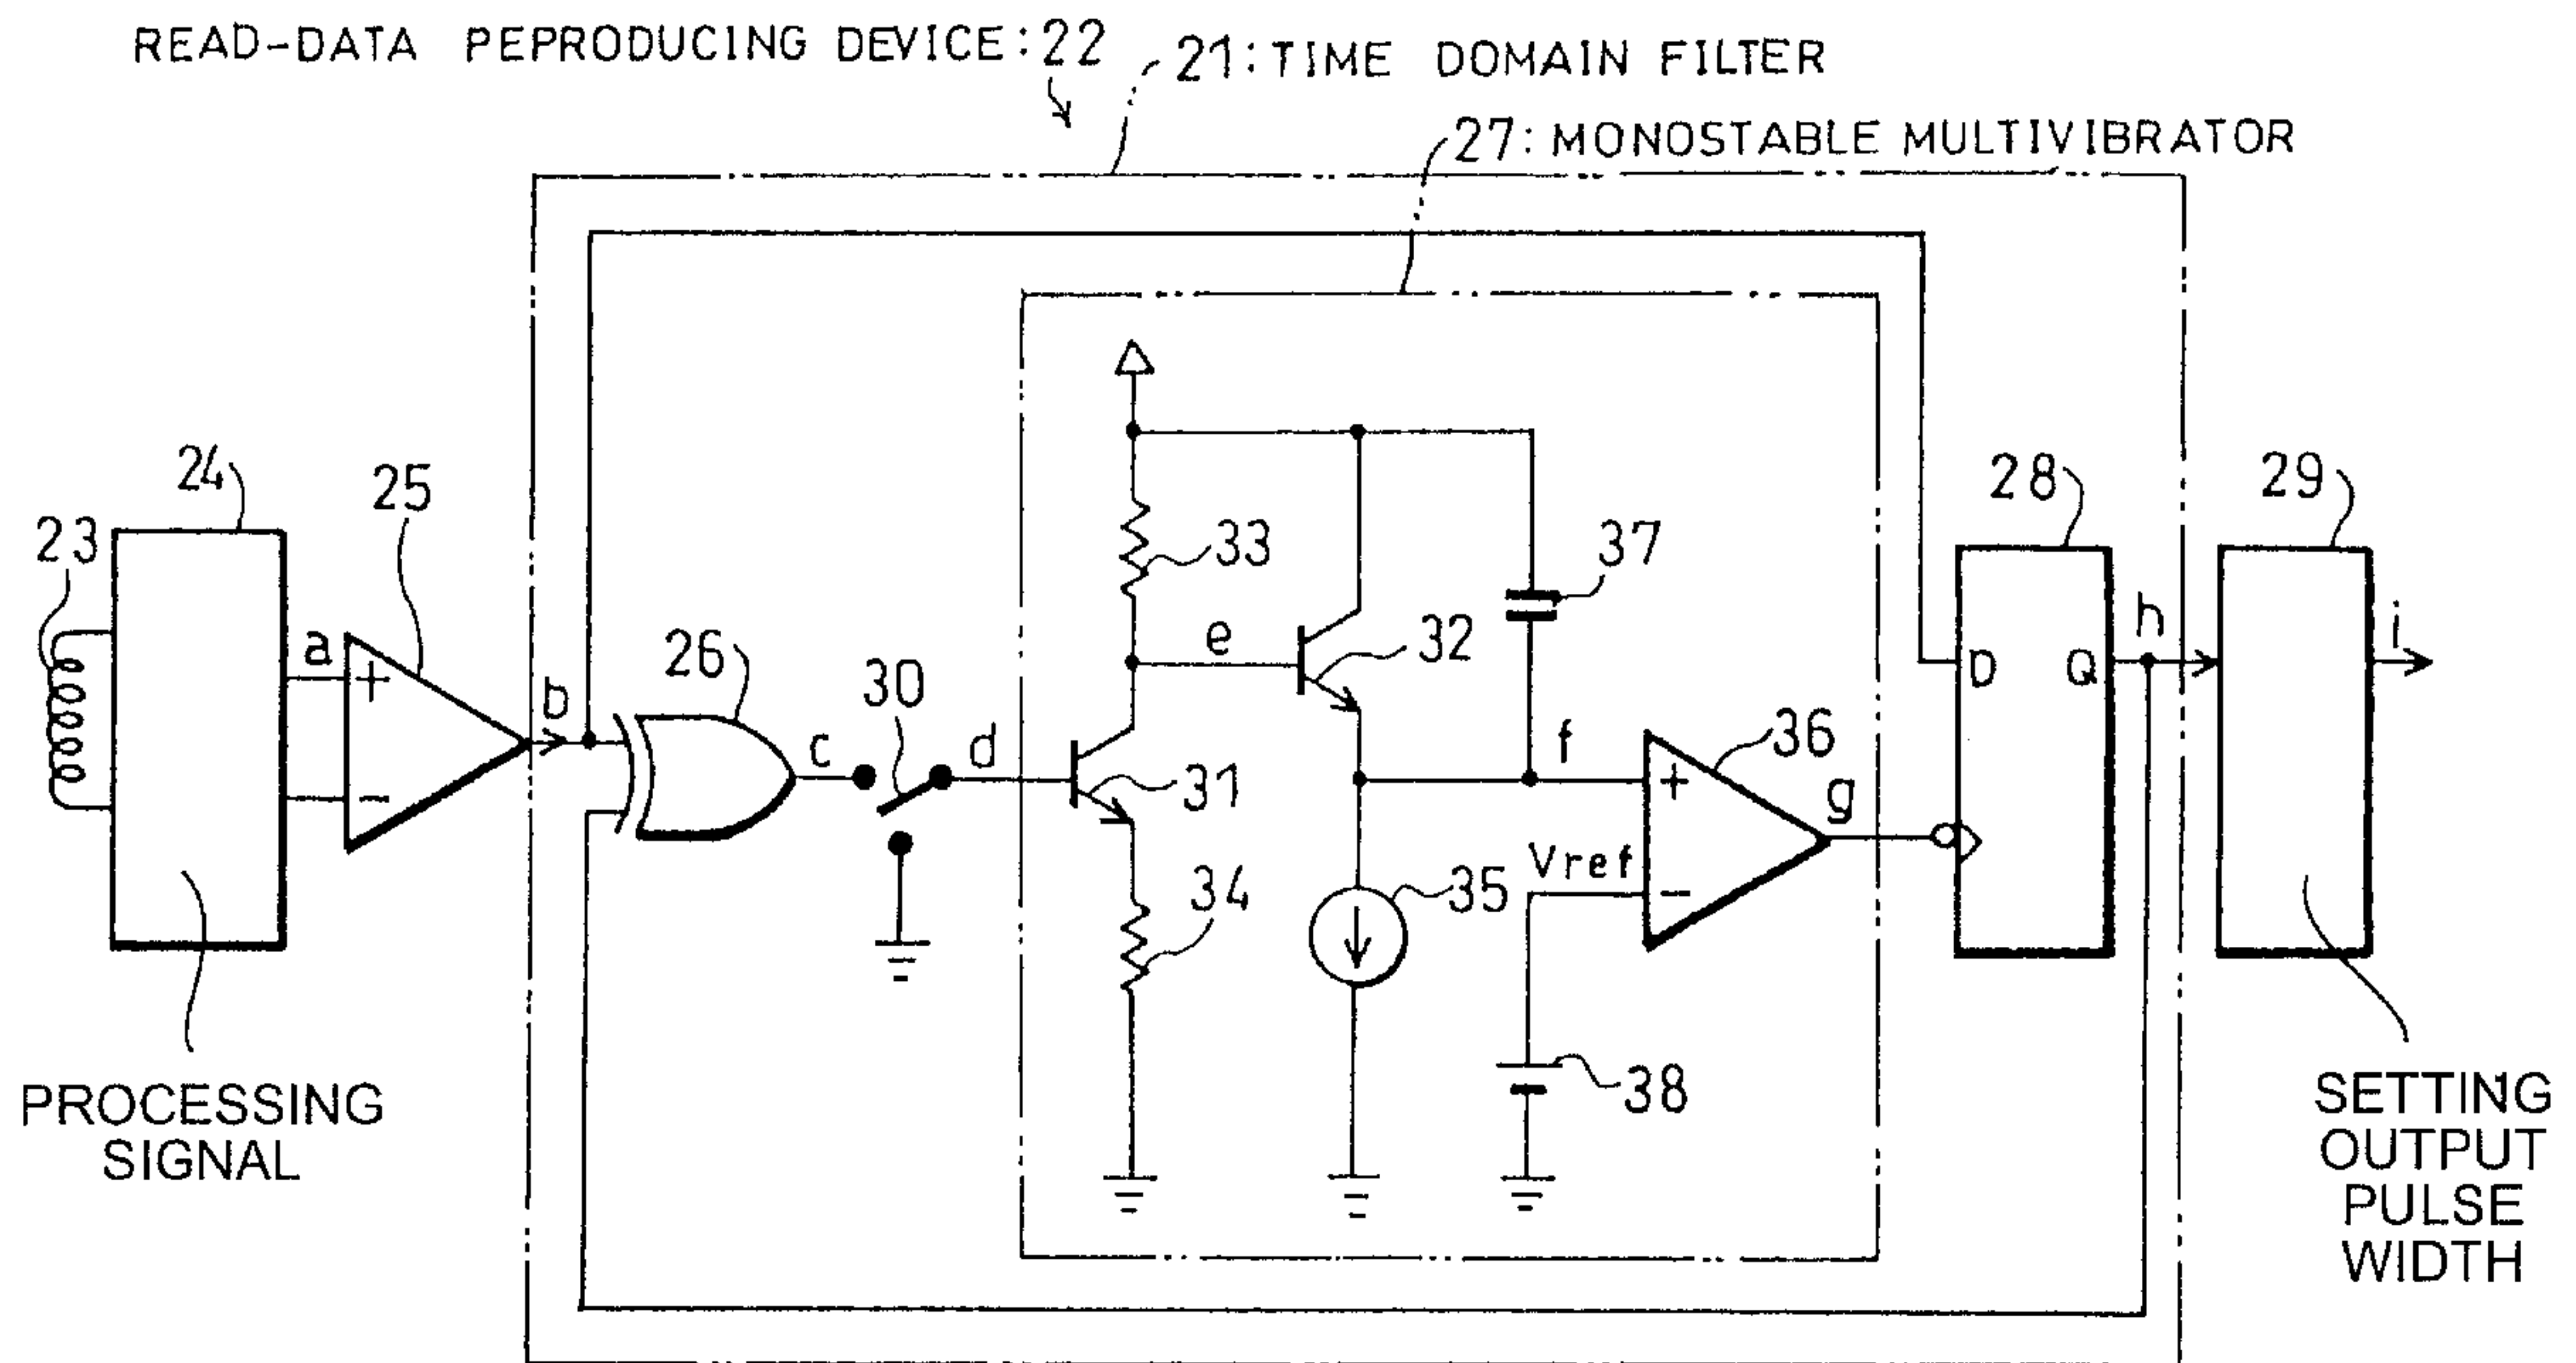 READ-DATA PEPRODUCING DEVICE:22
21:TIME DOMAIN FILTER
27:MONOSTABLE MULTIVIBRATOR
24
25
23
a
+
−
b
26
c
30
d
33
e
32
31
34
37
f
36
+
−
g
Vref
35
38
28
D
Q
h
29
i
PROCESSING
SIGNAL
SETTING
OUTPUT
PULSE
WIDTH